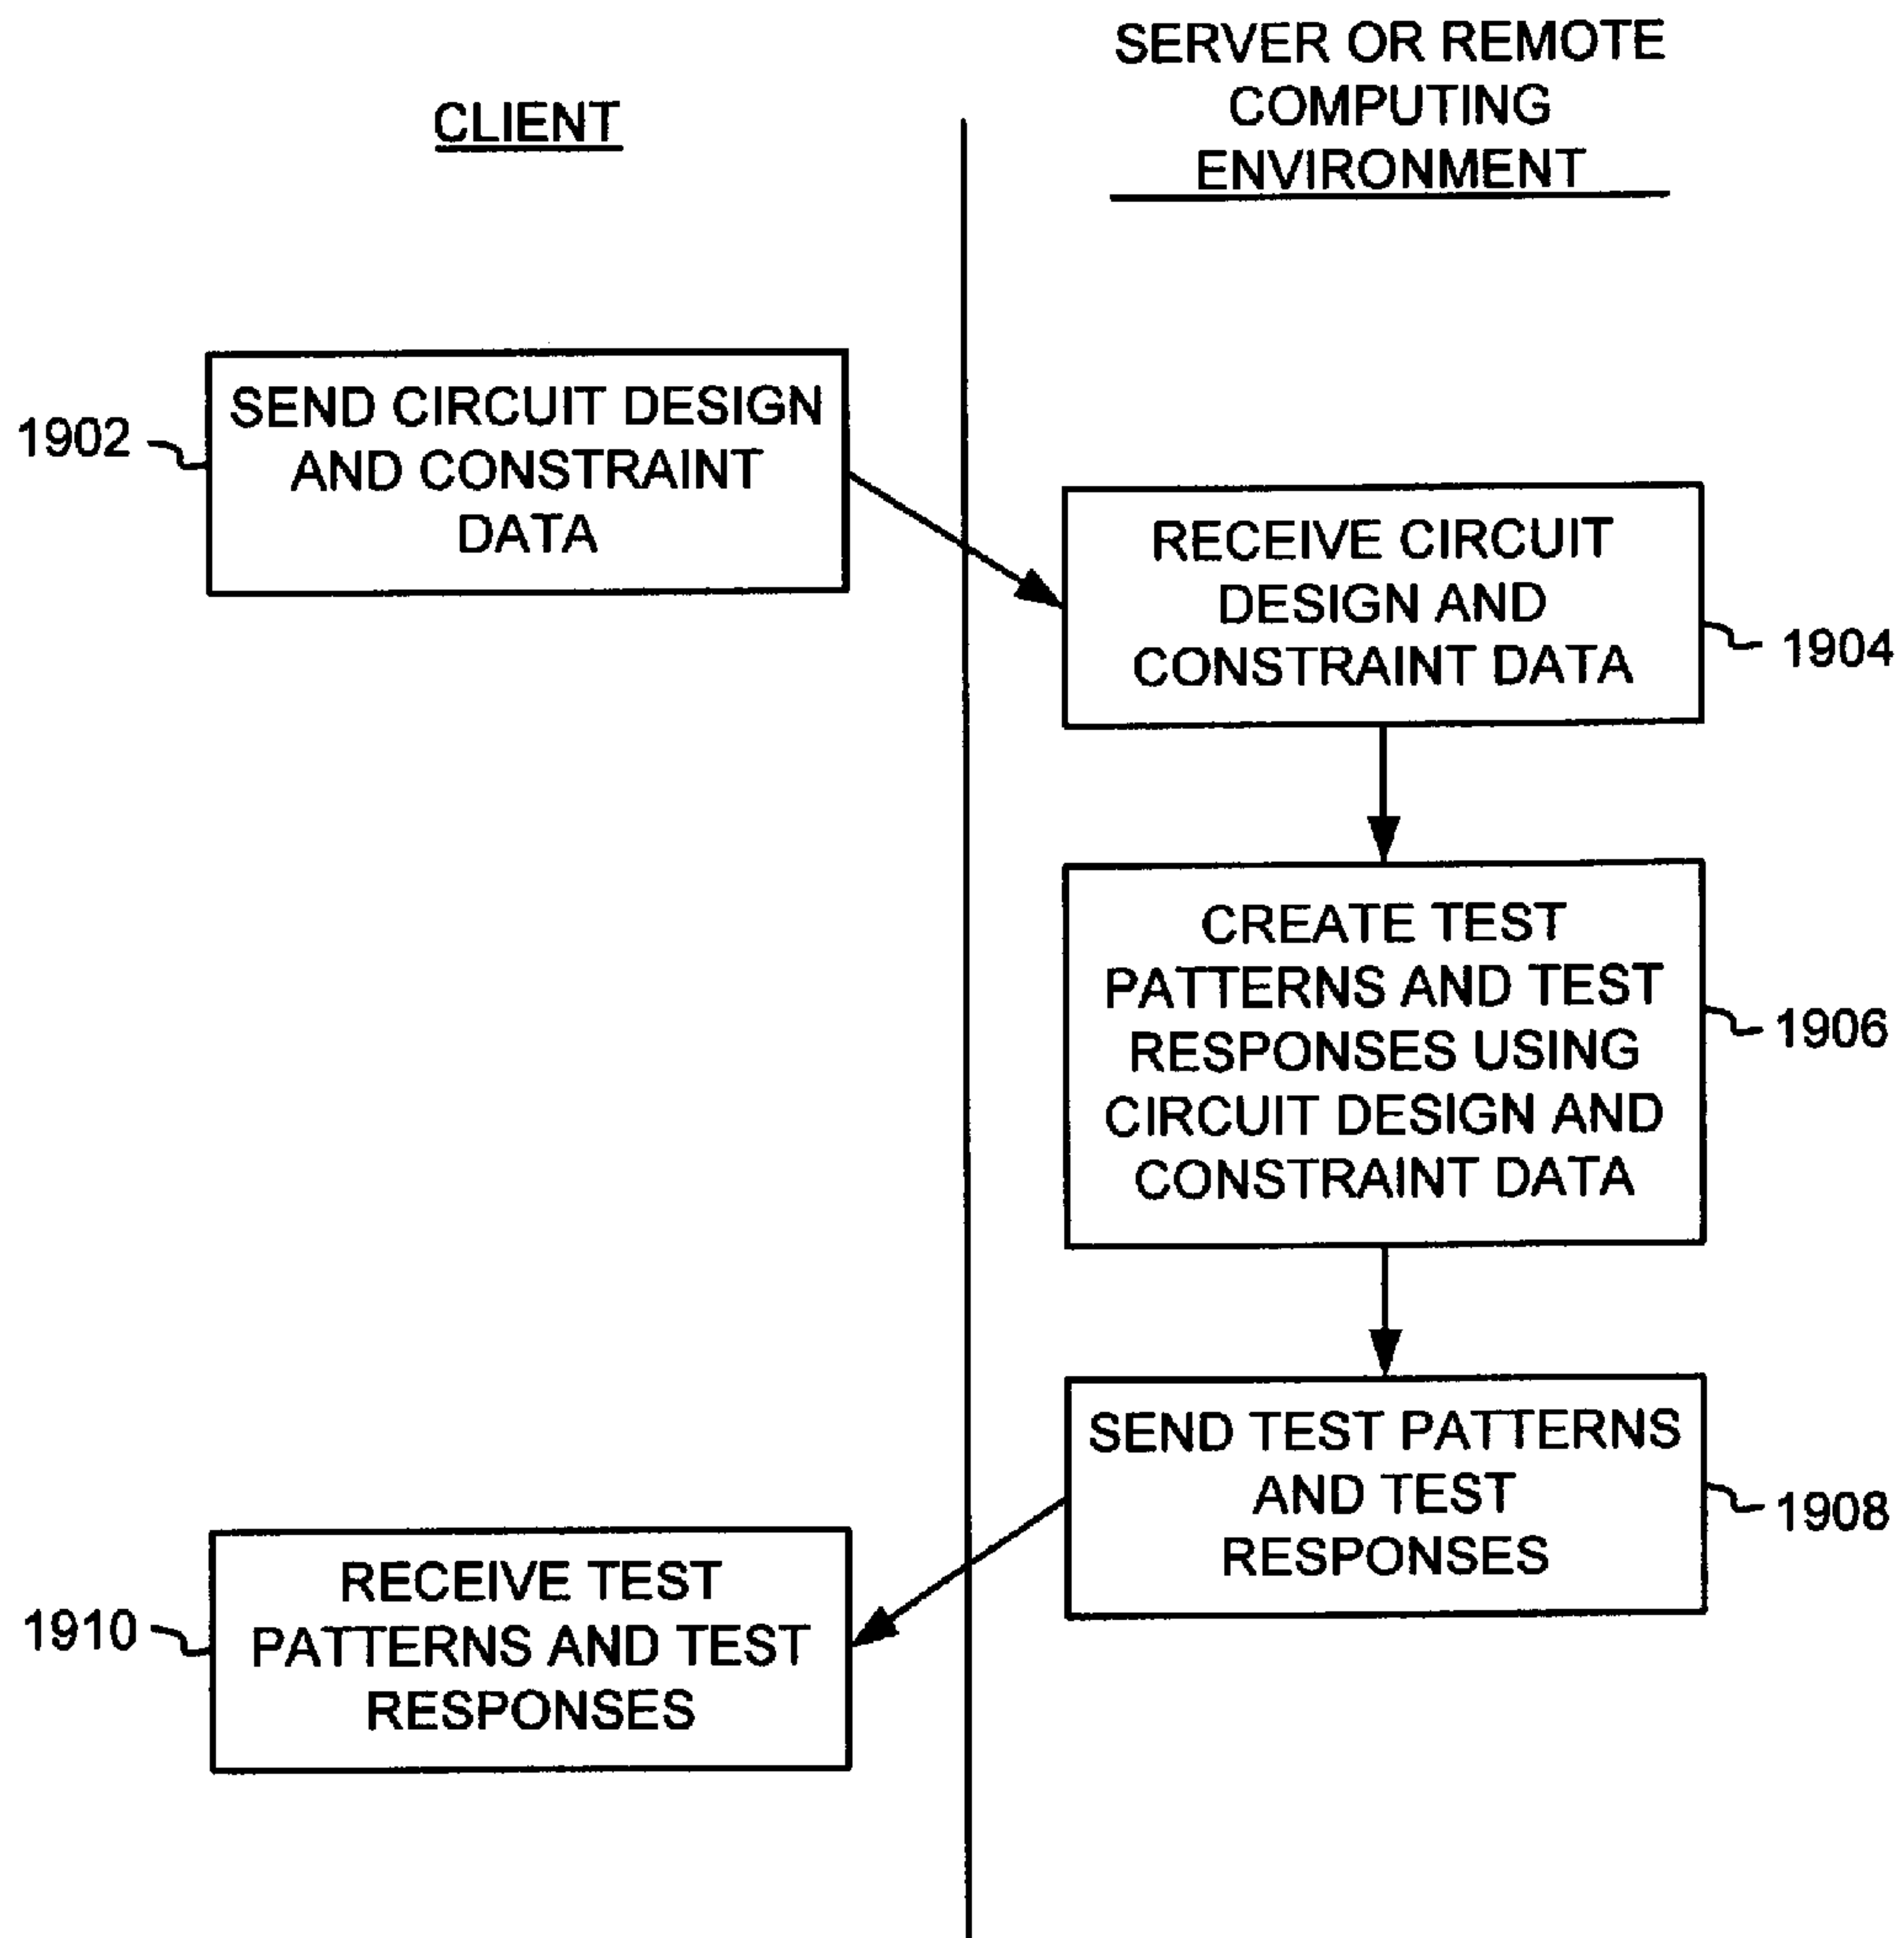 CLIENT
SERVER OR REMOTE
COMPUTING
ENVIRONMENT
1902
SEND CIRCUIT DESIGN
AND CONSTRAINT
DATA
RECEIVE CIRCUIT
DESIGN AND
CONSTRAINT DATA
1904
CREATE TEST
PATTERNS AND TEST
RESPONSES USING
CIRCUIT DESIGN AND
CONSTRAINT DATA
1906
SEND TEST PATTERNS
AND TEST
RESPONSES
1908
1910
RECEIVE TEST
PATTERNS AND TEST
RESPONSES